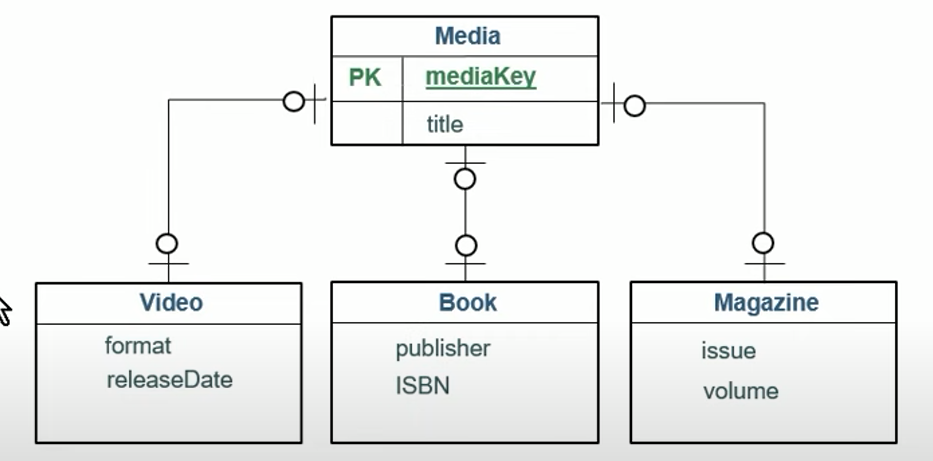 Media
PK mediaKey
title
Video
format
releaseDate
Book
publisher
ISBN
Magazine
issue
volume